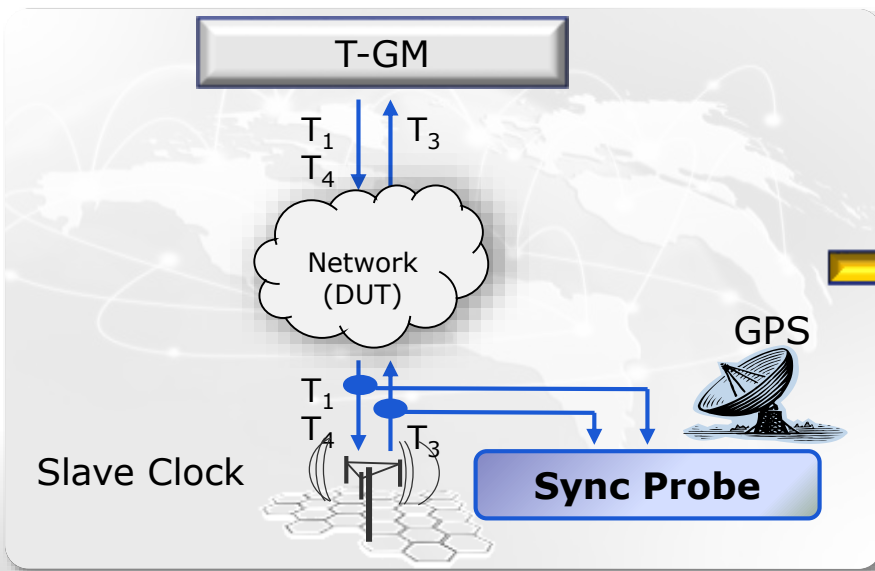 T-GM
T₁
T₃
T₄
Network
(DUT)
GPS
T₁
T₄
T₃
Slave Clock
Sync Probe